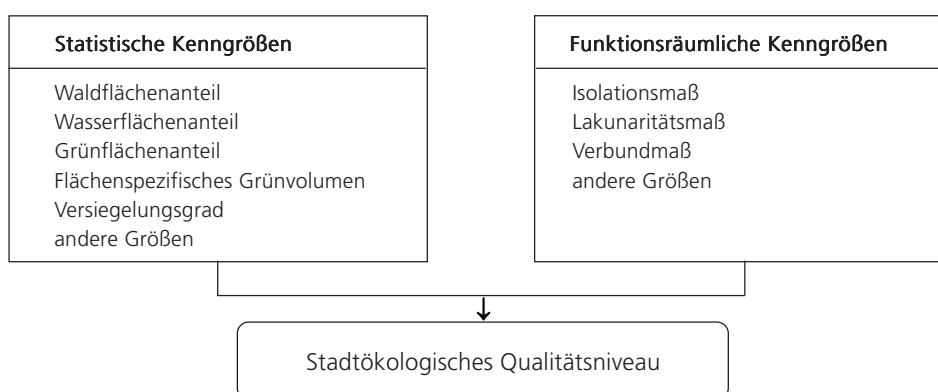 Statistische Kenngrößen
Waldflächenanteil
Wasserflächenanteil
Grünflächenanteil
Flächenspezifisches Grünvolumen
Versiegelungsgrad
andere Größen
Funktionsräumliche Kenngrößen
Isolationsmaß
Lakunaritätsmaß
Verbundmaß
andere Größen
Stadtökologisches Qualitätsniveau